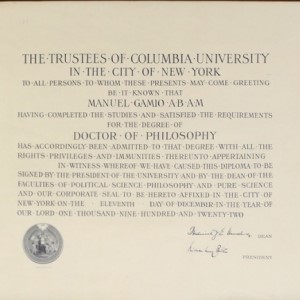 THE TRUSTEES OF COLUMBIA UNIVERSITY
IN THE CITY OF NEW YORK
TO ALL PERSONS TO WHOM THESE PRESENTS MAY COME GREETING
BE IT KNOWN THAT
MANUEL GAMIO A·B A·M
HAVING COMPLETED THE STUDIES AND SATISFIED THE REQUIREMENTS
FOR THE DEGREE OF
DOCTOR OF PHILOSOPHY
HAS ACCORDINGLY BEEN ADMITTED TO THAT DEGREE WITH ALL THE
RIGHTS PRIVILEGES AND IMMUNITIES THEREUNTO APPERTAINING
IN WITNESS WHEREOF WE HAVE CAUSED THIS DIPLOMA TO BE
SIGNED BY THE PRESIDENT OF THE UNIVERSITY AND BY THE DEAN OF THE
FACULTIES OF POLITICAL SCIENCE PHILOSOPHY AND PURE SCIENCE
AND OUR CORPORATE SEAL TO BE HERETO AFFIXED IN THE CITY OF
NEW YORK ON THE ELEVENTH DAY OF DECEMBER IN THE YEAR OF
OUR LORD ONE THOUSAND NINE HUNDRED AND TWENTY TWO
DEAN
PRESIDENT